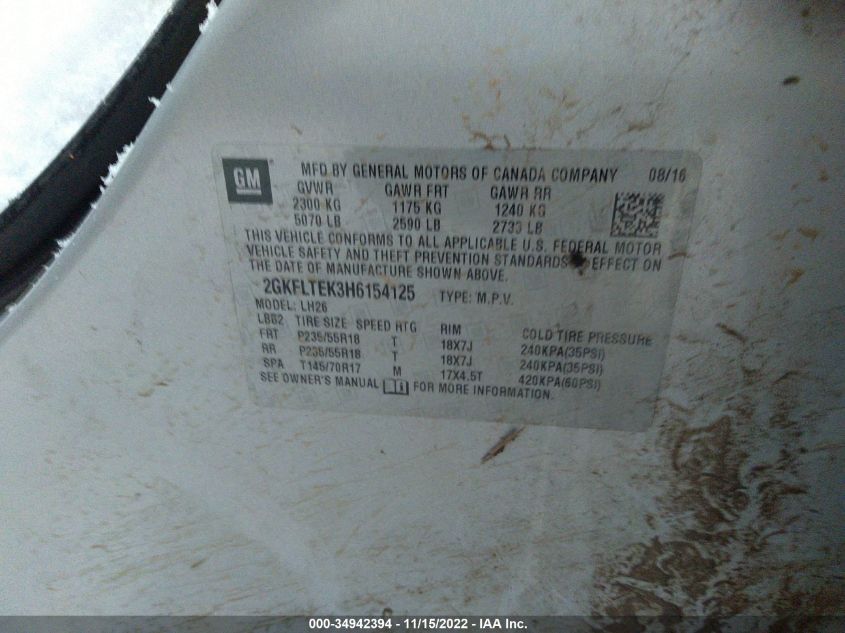 GM
MFD BY GENERAL MOTORS OF CANADA COMPANY 08/16
GVWR GAWR FRT GAWR RR
2300 KG 1175 KG 1240 KG
5070 LB 2590 LB 2733 LB
THIS VEHICLE CONFORMS TO ALL APPLICABLE U.S. FEDERAL MOTOR
VEHICLE SAFETY AND THEFT PREVENTION STANDARDS IN EFFECT ON
THE DATE OF MANUFACTURE SHOWN ABOVE.
2GKFLTEK3H6154125 TYPE: M.P.V.
MODEL: LH26
LBB2 TIRE SIZE SPEED RTG RIM COLD TIRE PRESSURE
FRT P235/55R18 T 18X7J 240KPA(35PSI)
RR P235/55R18 T 18X7J 240KPA(35PSI)
SPA T145/70R17 M 17X4.5T 420KPA(60PSI)
SEE OWNER'S MANUAL FOR MORE INFORMATION.
000-34942394 - 11/15/2022 - IAA Inc.